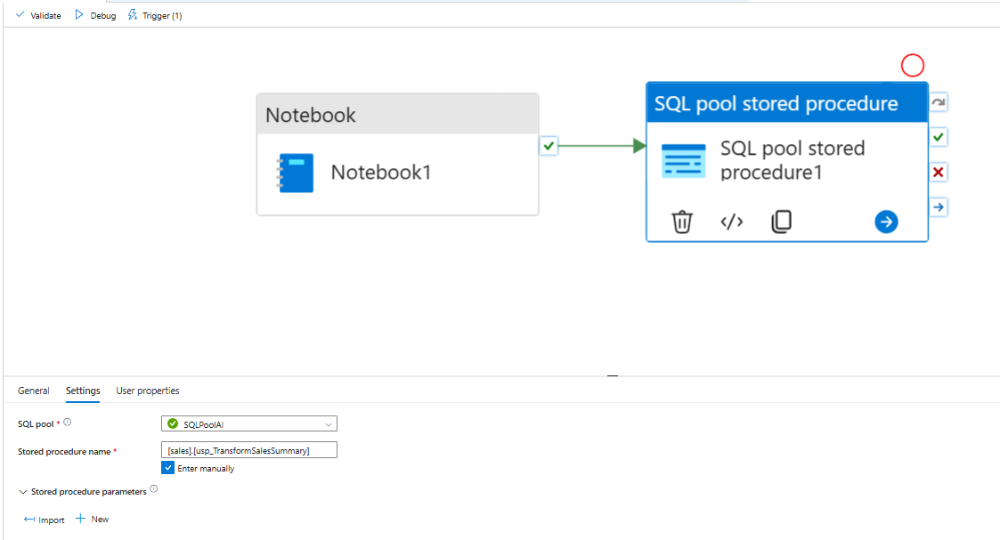 Validate Debug Trigger (1)
Notebook
Notebook1
SQL pool stored procedure
SQL pool stored
procedure1
General Settings User properties
SQL pool * SQLPoolAI
Stored procedure name * [sales].[usp_TransformSalesSummary]
Enter manually
Stored procedure parameters
Import New